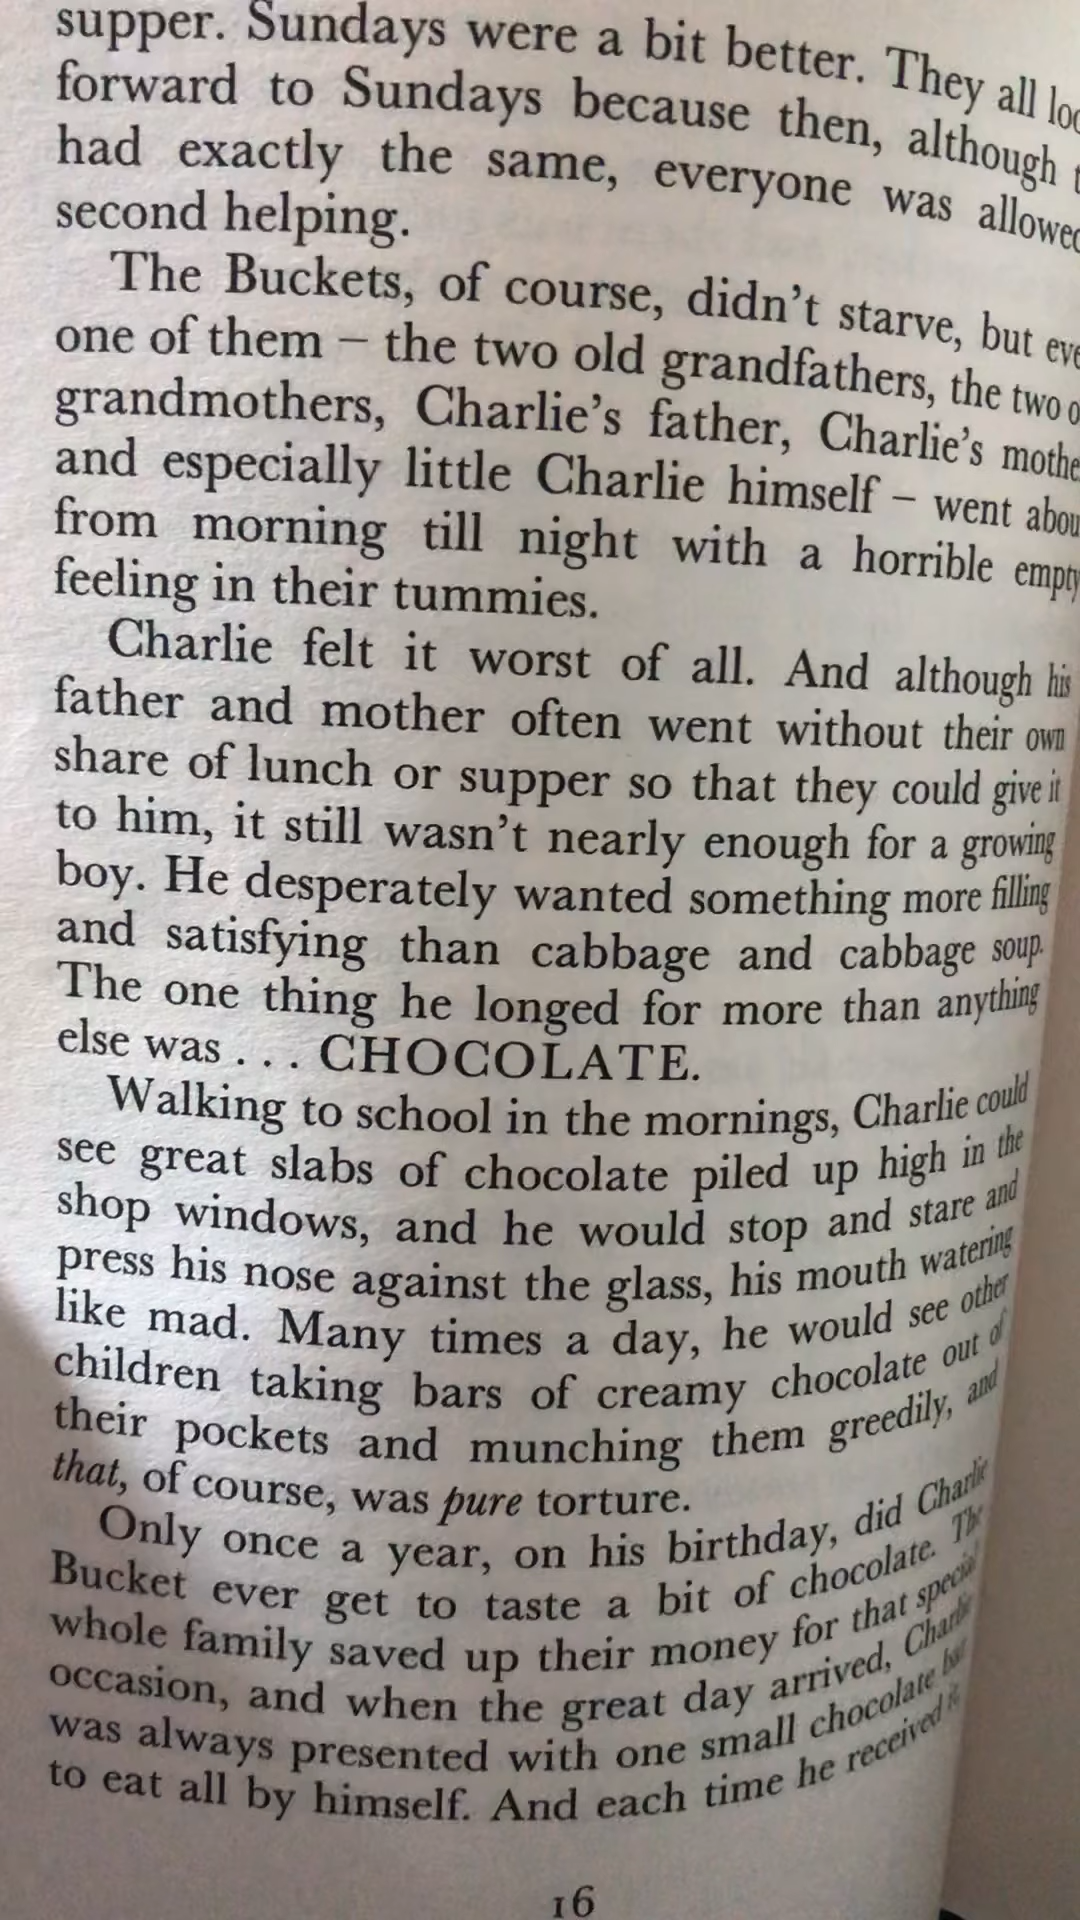 supper. Sundays were a bit better. They all
forward to Sundays because then, although
had exactly the same, everyone was allowed
second helping.
The Buckets, of course, didn't starve, but
one of them – the two old grandfathers, the two
grandmothers, Charlie's father, Charlie's mother
and especially little Charlie himself – went about
from morning till night with a horrible empty
feeling in their tummies.
Charlie felt it worst of all. And although his
father and mother often went without their own
share of lunch or supper so that they could give it
to him, it still wasn't nearly enough for a growing
boy. He desperately wanted something more filling
and satisfying than cabbage and cabbage soup.
The one thing he longed for more than anything
else was . . . CHOCOLATE.
Walking to school in the mornings, Charlie could
see great slabs of chocolate piled up high in the
shop windows, and he would stop and stare and
press his nose against the glass, his mouth watering
like mad. Many times a day, he would see other
children taking bars of creamy chocolate out of
their pockets and munching them greedily, and
that, of course, was pure torture.
Only once a year, on his birthday, did Charlie
Bucket ever get to taste a bit of chocolate. The
whole family saved up their money for that special
occasion, and when the great day arrived, Charlie
was always presented with one small chocolate bar
to eat all by himself. And each time he received it,
16